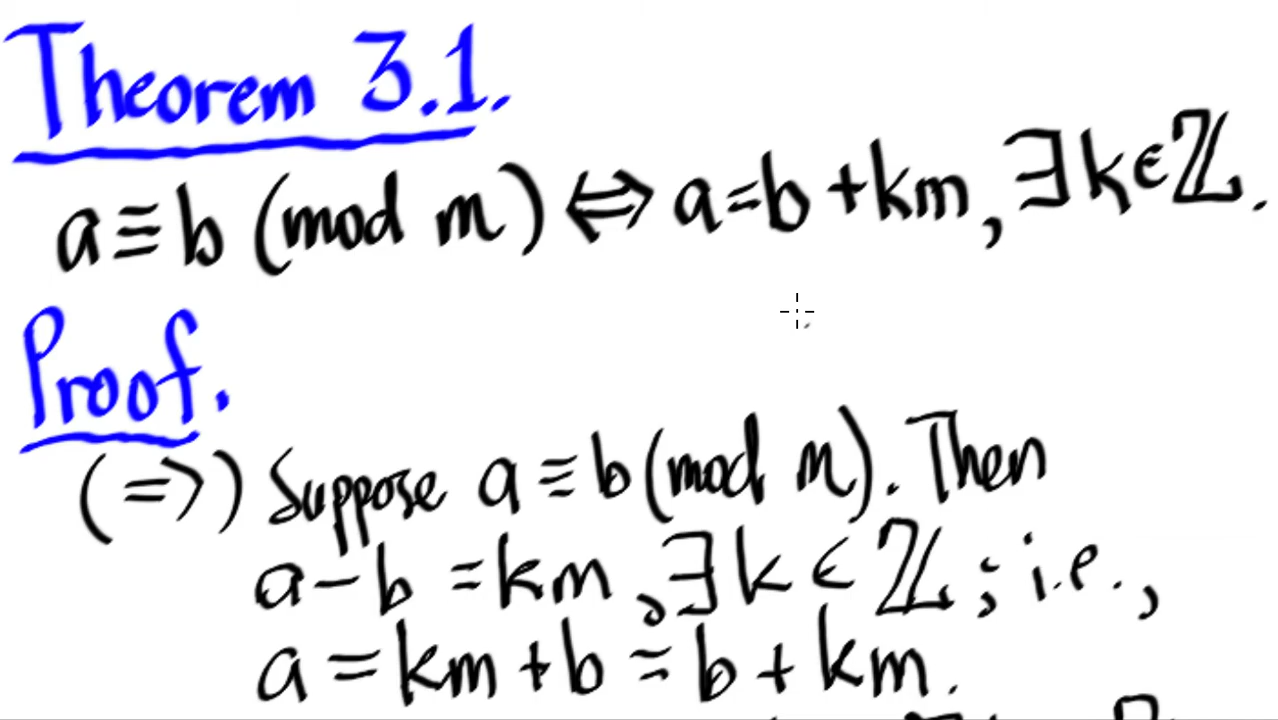 Theorem 3.1.
a ≡ b (mod m) ⇔ a = b + km, ∃ k ∈ ℤ.
Proof.
(⇒) Suppose a ≡ b (mod m). Then
a − b = km, ∃ k ∈ ℤ; i.e.,
a = km + b = b + km.